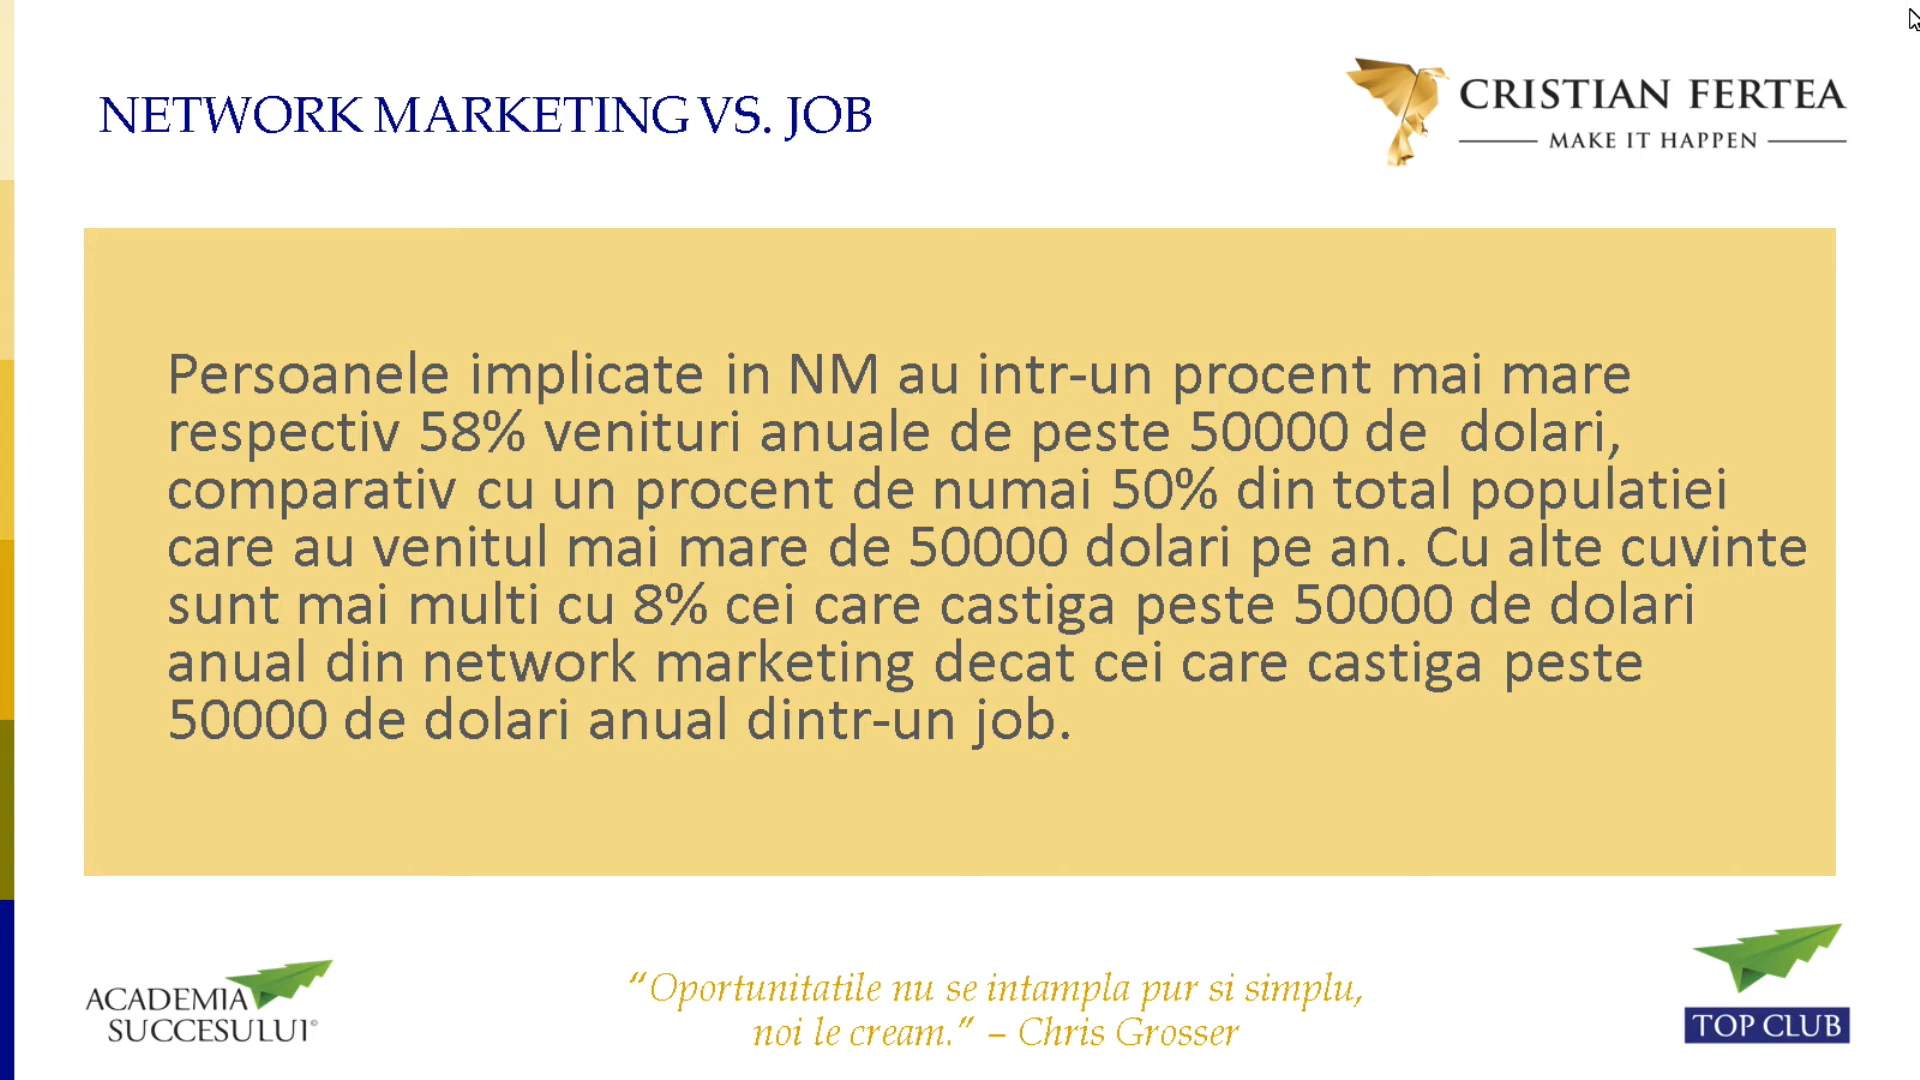 NETWORK MARKETING VS. JOB
CRISTIAN FERTEA
MAKE IT HAPPEN
Persoanele implicate in NM au intr-un procent mai mare
respectiv 58% venituri anuale de peste 50000 de dolari,
comparativ cu un procent de numai 50% din total populatiei
care au venitul mai mare de 50000 dolari pe an. Cu alte cuvinte
sunt mai multi cu 8% cei care castiga peste 50000 de dolari
anual din network marketing decat cei care castiga peste
50000 de dolari anual dintr-un job.
ACADEMIA
SUCCESULUI©
“Oportunitatile nu se intampla pur si simplu,
noi le cream.” – Chris Grosser
TOP CLUB